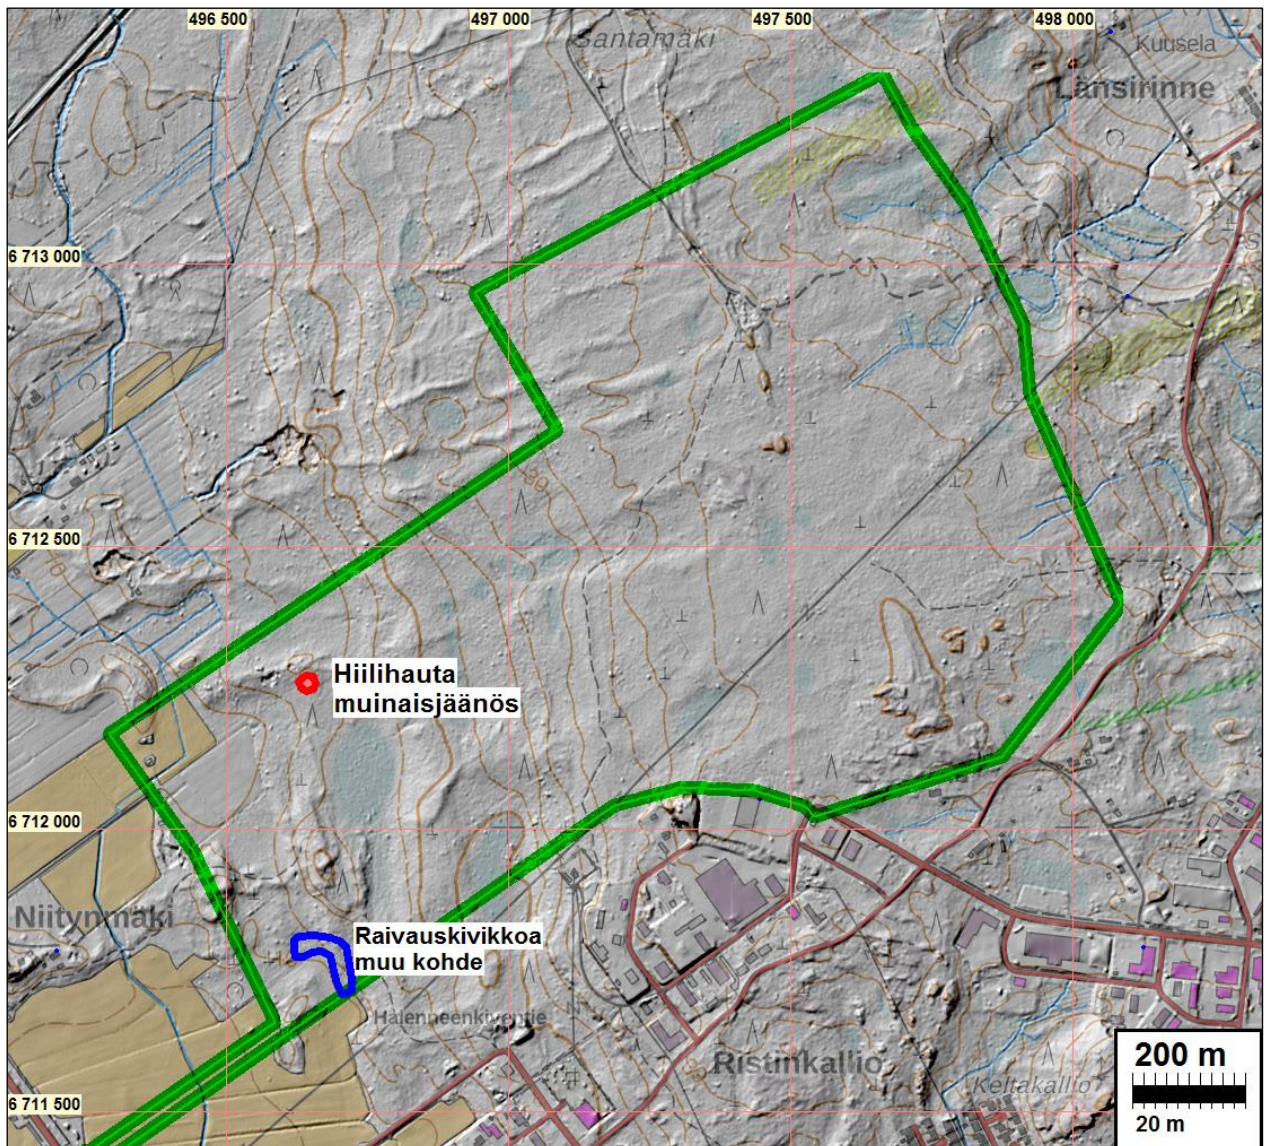 496 500
497 000
497 500
498 000
Santamäki
Kuusela
Länsirinne
6 713 000
6 712 500
Hiilihauta
muinaisjäännös
6 712 000
Niitynmäki
Raivauskivikkoa
muu kohde
Halenneenkiventie
Ristinkallio
Keltakallio
6 711 500
200 m
20 m